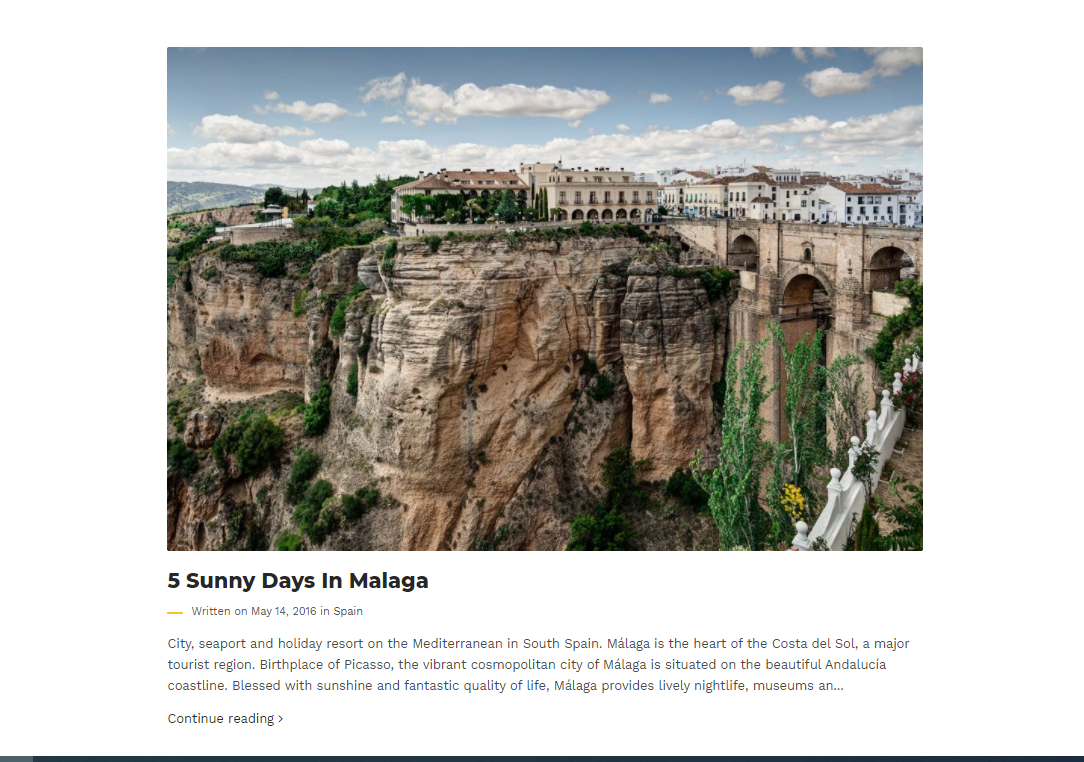 5 Sunny Days In Malaga
Written on May 14, 2016 in Spain
City, seaport and holiday resort on the Mediterranean in South Spain. Málaga is the heart of the Costa del Sol, a major
tourist region. Birthplace of Picasso, the vibrant cosmopolitan city of Málaga is situated on the beautiful Andalucía
coastline. Blessed with sunshine and fantastic quality of life, Málaga provides lively nightlife, museums an...
Continue reading ›